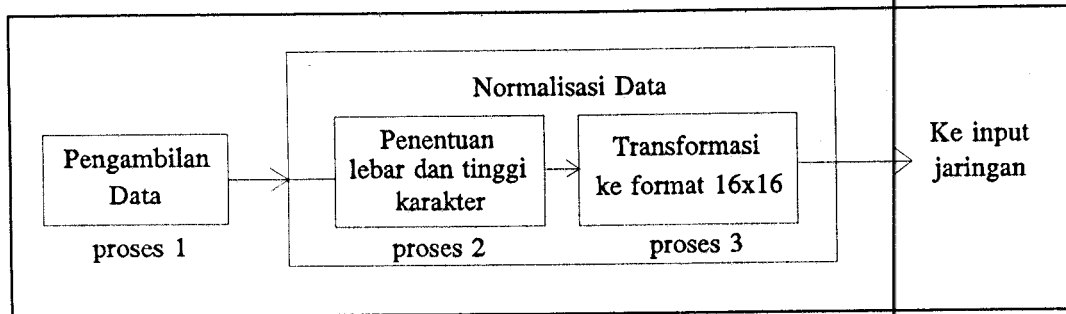 Normalisasi Data
Pengambilan
Data
proses 1
Penentuan
lebar dan tinggi
karakter
proses 2
Transformasi
ke format 16x16
proses 3
Ke input
jaringan